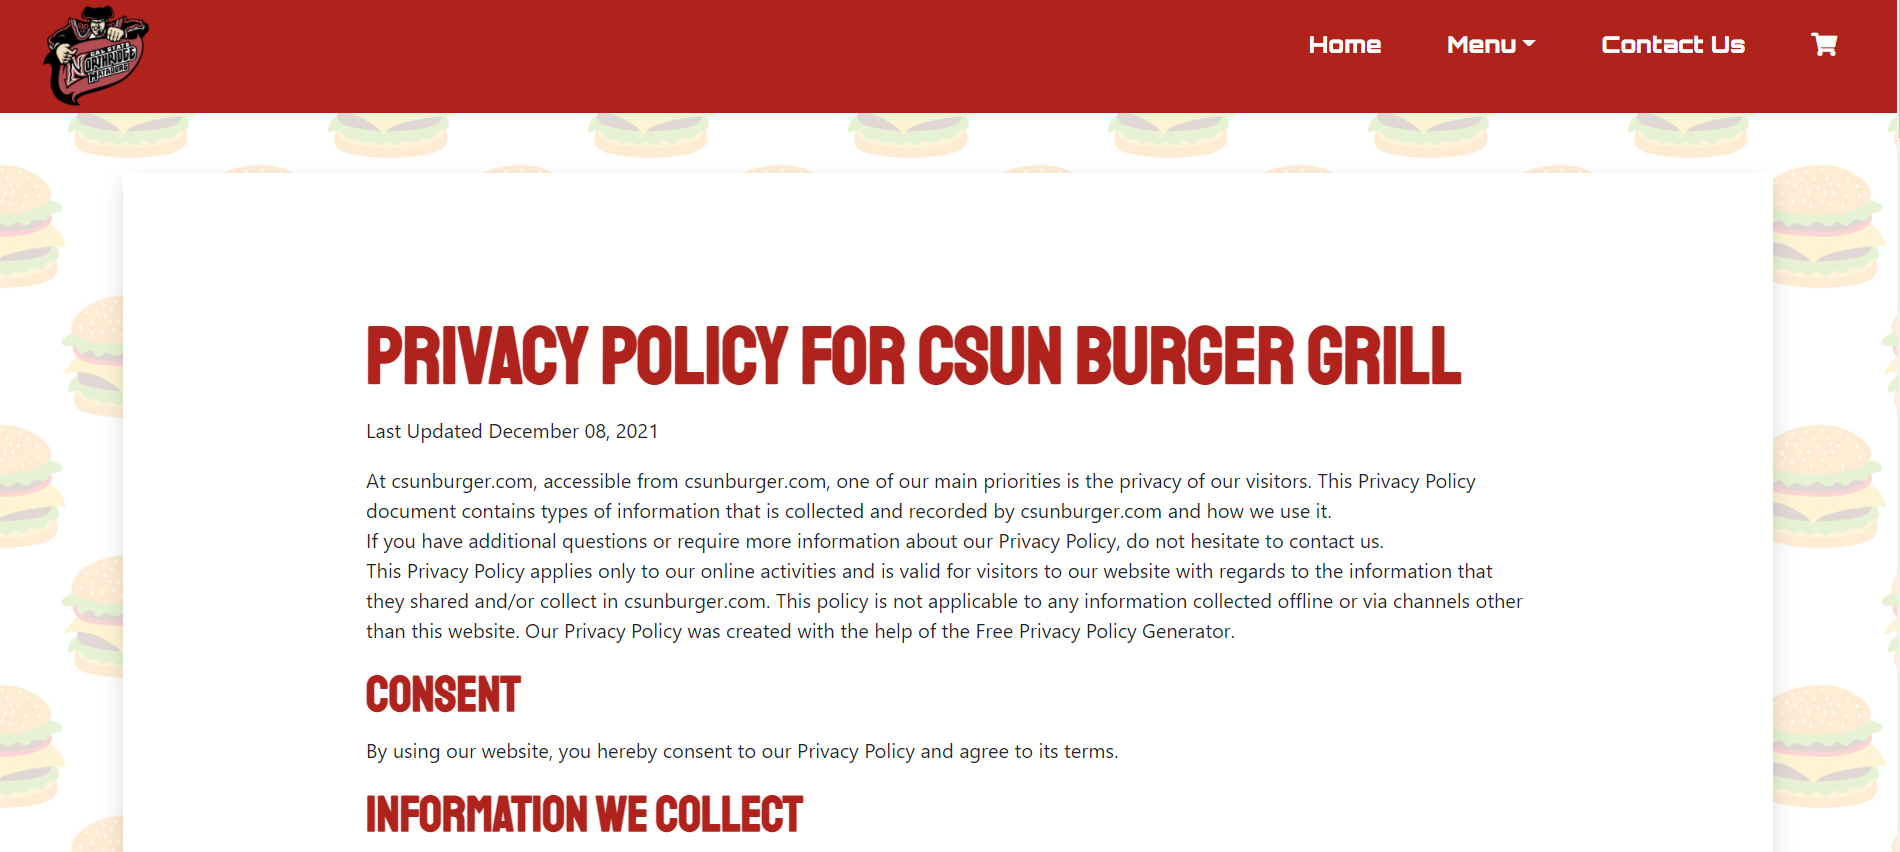 CAL STATE
NORTHRIDGE
MATADORS
Home
Menu
Contact Us
PRIVACY POLICY FOR CSUN BURGER GRILL
Last Updated December 08, 2021
At csunburger.com, accessible from csunburger.com, one of our main priorities is the privacy of our visitors. This Privacy Policy
document contains types of information that is collected and recorded by csunburger.com and how we use it.
If you have additional questions or require more information about our Privacy Policy, do not hesitate to contact us.
This Privacy Policy applies only to our online activities and is valid for visitors to our website with regards to the information that
they shared and/or collect in csunburger.com. This policy is not applicable to any information collected offline or via channels other
than this website. Our Privacy Policy was created with the help of the Free Privacy Policy Generator.
CONSENT
By using our website, you hereby consent to our Privacy Policy and agree to its terms.
INFORMATION WE COLLECT